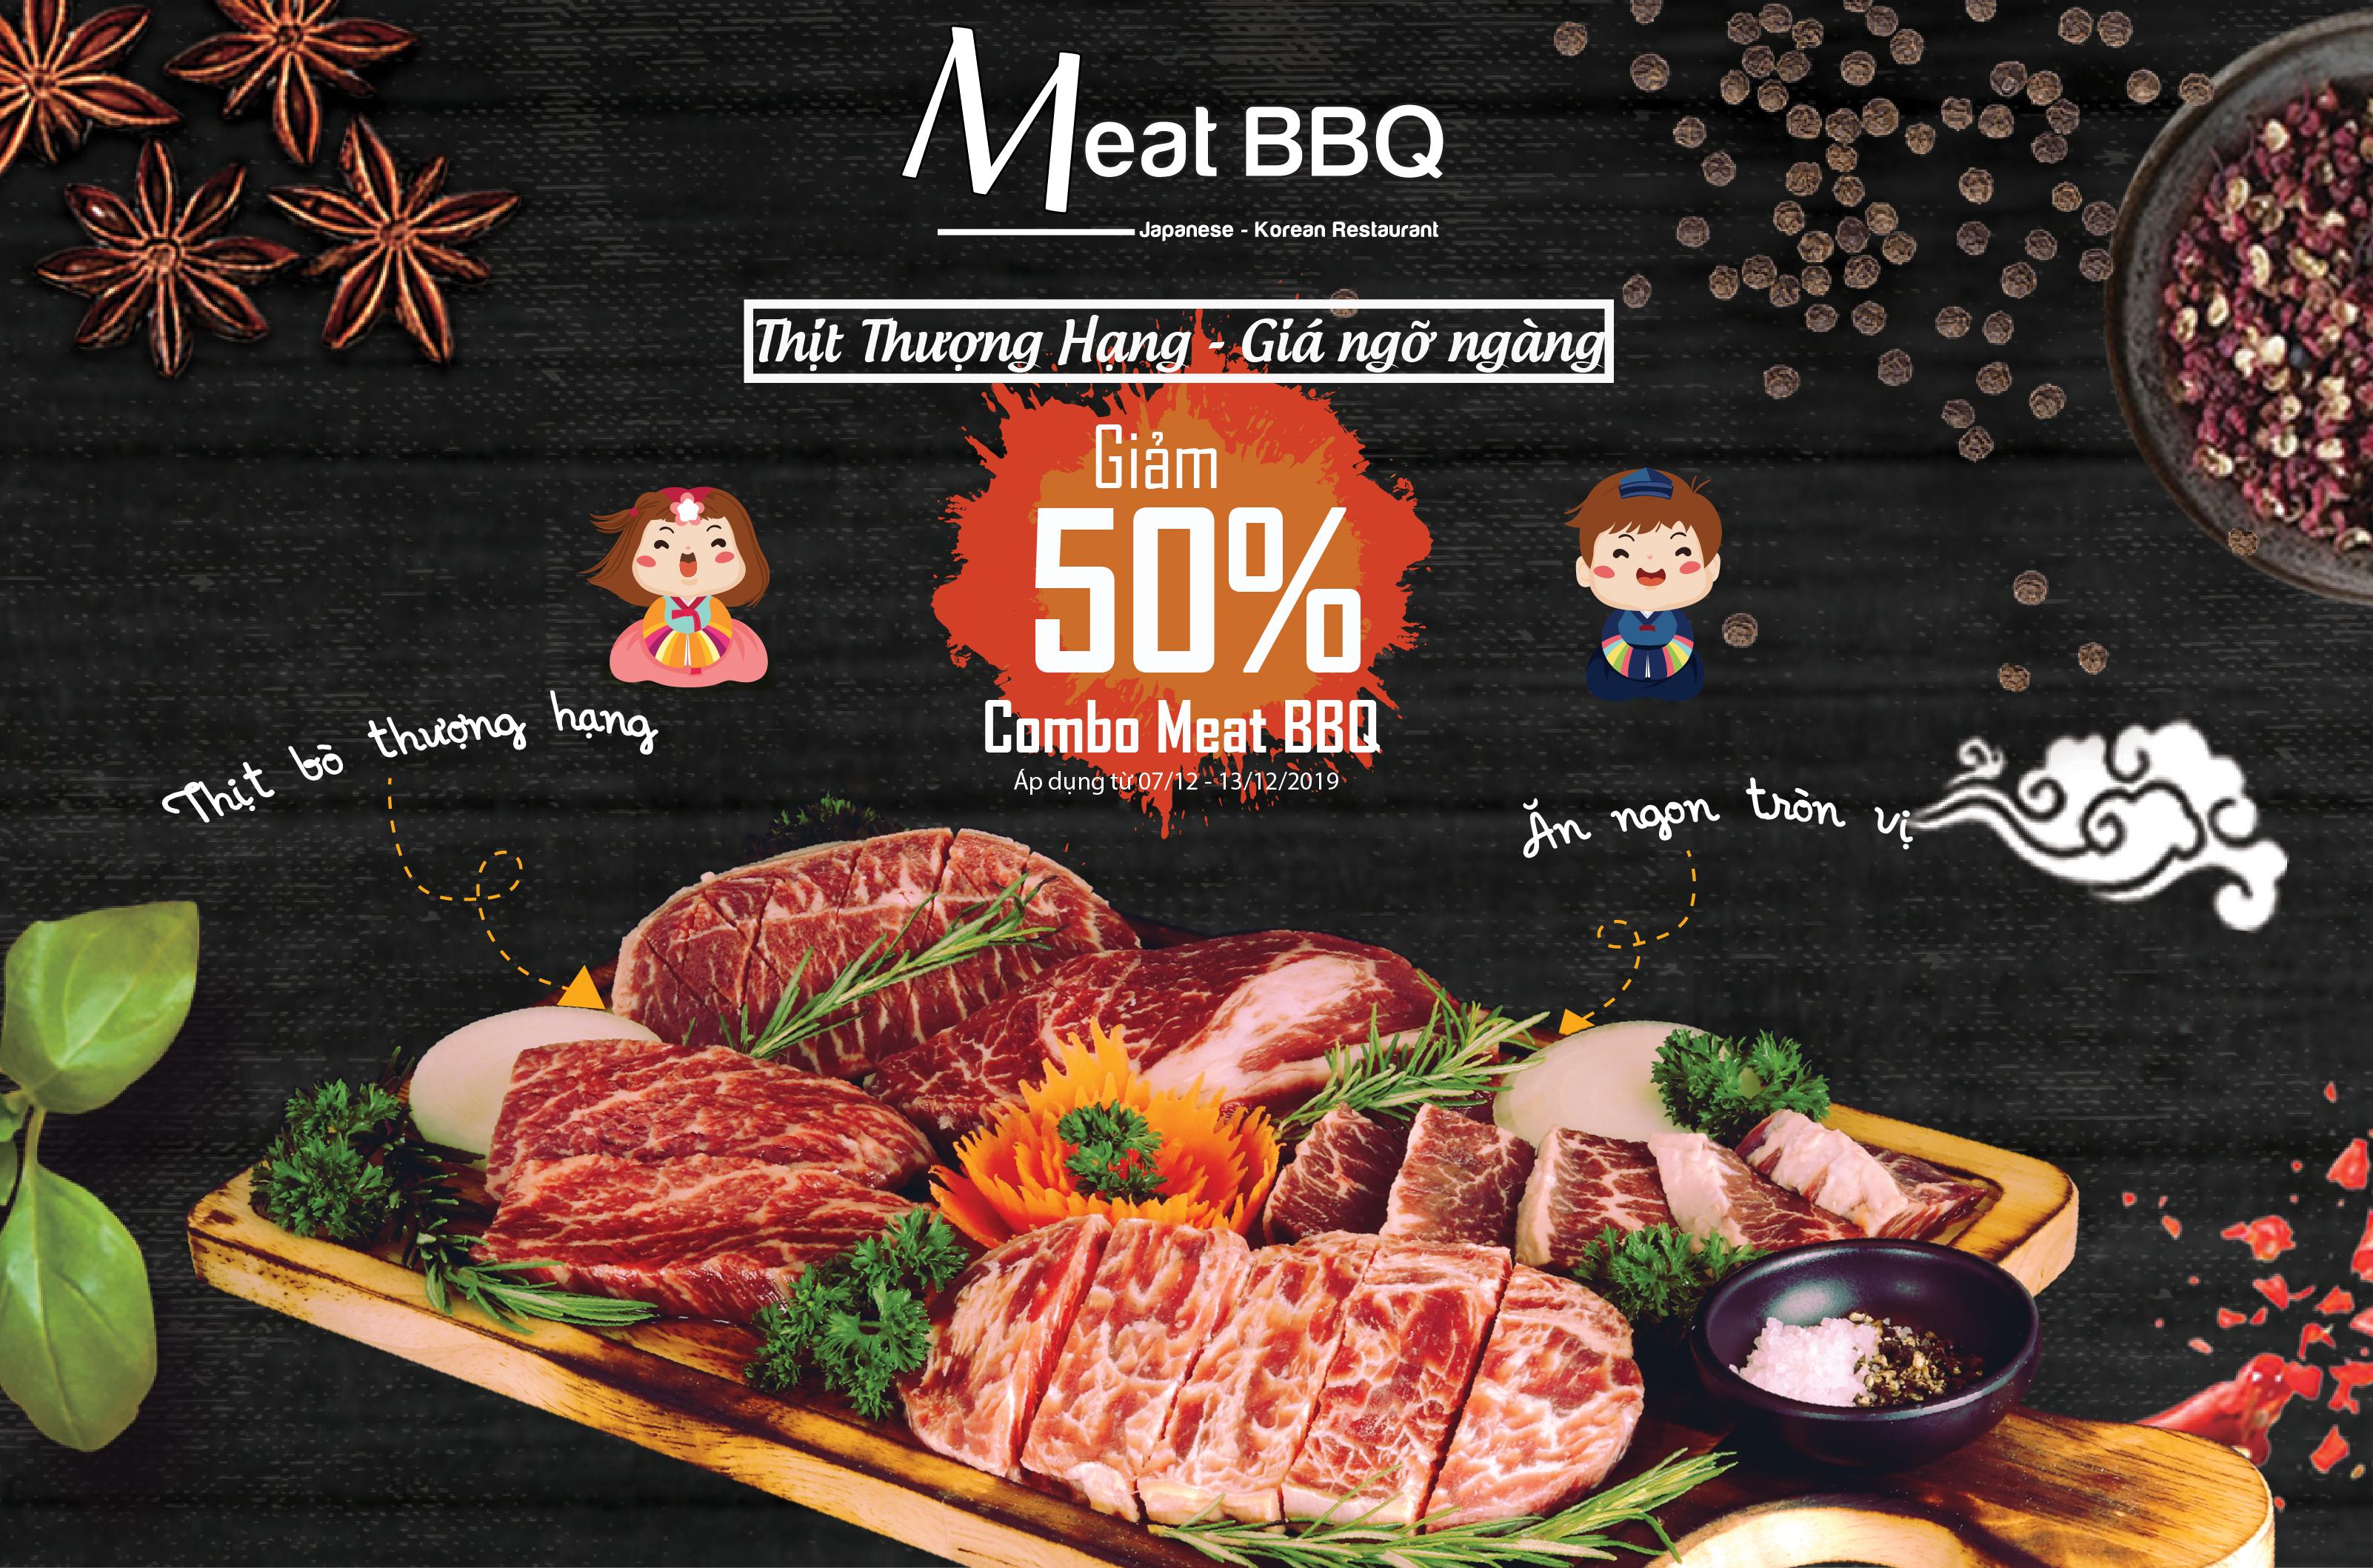 Meat BBQ
Japanese - Korean Restaurant
Thịt Thượng Hạng - Giá ngỡ ngàng
Giảm
50%
Combo Meat BBQ
Áp dụng từ 07/12 - 13/12/2019
Thịt bò thượng hạng
Ăn ngon tròn vị